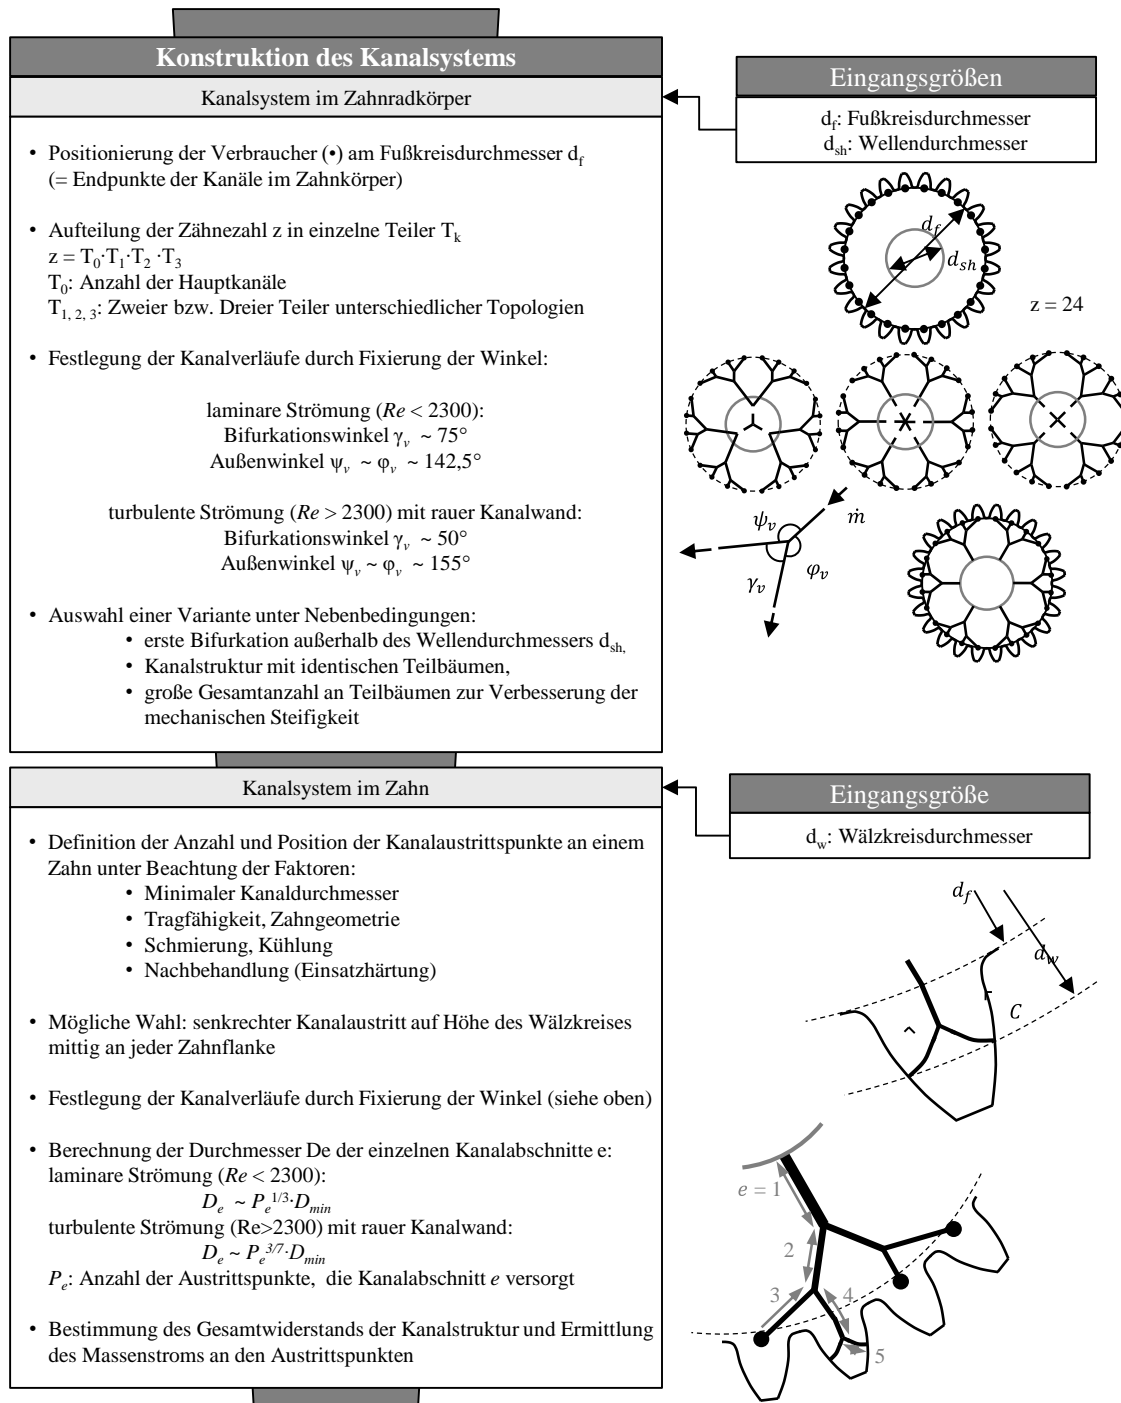 Konstruktion des Kanalsystems
Kanalsystem im Zahnradkörper
• Positionierung der Verbraucher (•) am Fußkreisdurchmesser d_f
(= Endpunkte der Kanäle im Zahnkörper)
• Aufteilung der Zähnezahl z in einzelne Teiler T_k
z = T_0·T_1·T_2 ·T_3
T_0: Anzahl der Hauptkanäle
T_1, 2, 3: Zweier bzw. Dreier Teiler unterschiedlicher Topologien
• Festlegung der Kanalverläufe durch Fixierung der Winkel:
laminare Strömung (Re < 2300):
Bifurkationswinkel γ_v ~ 75°
Außenwinkel ψ_v ~ φ_v ~ 142,5°
turbulente Strömung (Re > 2300) mit rauer Kanalwand:
Bifurkationswinkel γ_v ~ 50°
Außenwinkel ψ_v ~ φ_v ~ 155°
• Auswahl einer Variante unter Nebenbedingungen:
• erste Bifurkation außerhalb des Wellendurchmessers d_sh,
• Kanalstruktur mit identischen Teilbäumen,
• große Gesamtanzahl an Teilbäumen zur Verbesserung der
mechanischen Steifigkeit
Eingangsgrößen
d_f: Fußkreisdurchmesser
d_sh: Wellendurchmesser
d_f
d_sh
z = 24
ψ_v
ṁ
γ_v
φ_v
Kanalsystem im Zahn
• Definition der Anzahl und Position der Kanalaustrittspunkte an einem
Zahn unter Beachtung der Faktoren:
• Minimaler Kanaldurchmesser
• Tragfähigkeit, Zahngeometrie
• Schmierung, Kühlung
• Nachbehandlung (Einsatzhärtung)
• Mögliche Wahl: senkrechter Kanalaustritt auf Höhe des Wälzkreises
mittig an jeder Zahnflanke
• Festlegung der Kanalverläufe durch Fixierung der Winkel (siehe oben)
• Berechnung der Durchmesser De der einzelnen Kanalabschnitte e:
laminare Strömung (Re < 2300):
D_e ~ P_e^1/3·D_min
turbulente Strömung (Re>2300) mit rauer Kanalwand:
D_e ~ P_e^3/7·D_min
P_e: Anzahl der Austrittspunkte, die Kanalabschnitt e versorgt
• Bestimmung des Gesamtwiderstands der Kanalstruktur und Ermittlung
des Massenstroms an den Austrittspunkten
Eingangsgröße
d_w: Wälzkreisdurchmesser
d_f
d_w
C
e = 1
2
3
4
5